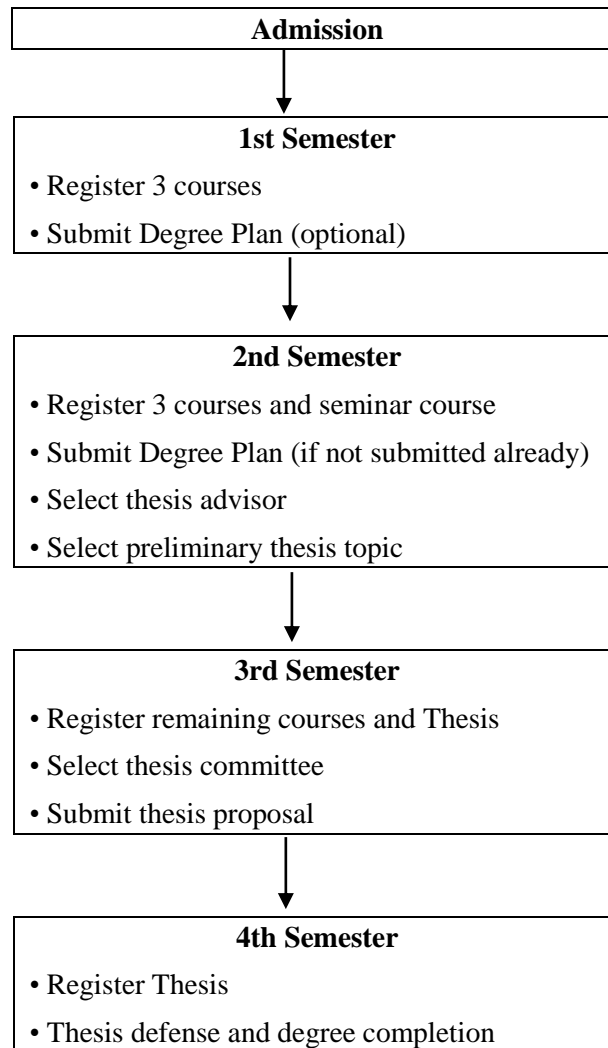 Admission
1st Semester
• Register 3 courses
• Submit Degree Plan (optional)
2nd Semester
• Register 3 courses and seminar course
• Submit Degree Plan (if not submitted already)
• Select thesis advisor
• Select preliminary thesis topic
3rd Semester
• Register remaining courses and Thesis
• Select thesis committee
• Submit thesis proposal
4th Semester
• Register Thesis
• Thesis defense and degree completion